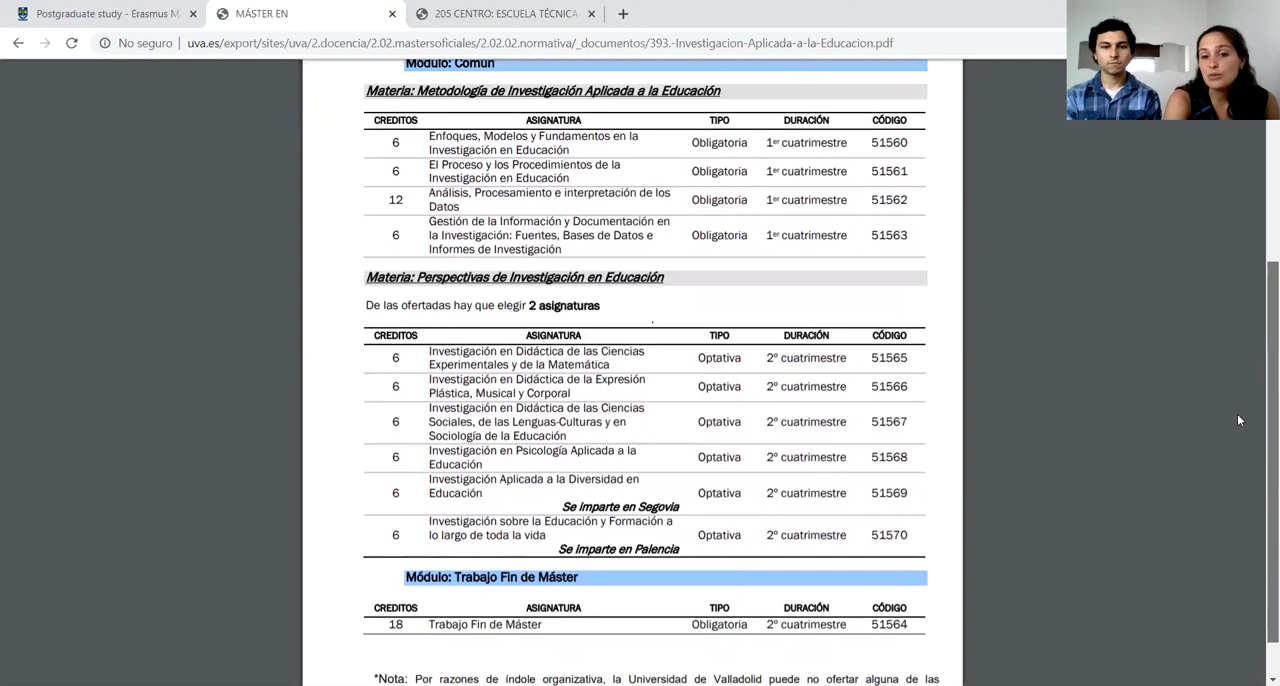 Postgraduate study - Erasmus M
MÁSTER EN
205 CENTRO: ESCUELA TÉCNICA
No seguro
uva.es/export/sites/uva/2.docencia/2.02.mastersoficiales/2.02.02.normativa/_documentos/393.-Investigacion-Aplicada-a-la-Educacion.pdf
Módulo: Común
Materia: Metodología de Investigación Aplicada a la Educación
CREDITOS ASIGNATURA TIPO DURACIÓN CÓDIGO
6 Enfoques, Modelos y Fundamentos en la
Investigación en Educación Obligatoria 1er cuatrimestre 51560
6 El Proceso y los Procedimientos de la
Investigación en Educación Obligatoria 1er cuatrimestre 51561
12 Análisis, Procesamiento e interpretación de los
Datos Obligatoria 1er cuatrimestre 51562
Gestión de la Información y Documentación en
6 la Investigación: Fuentes, Bases de Datos e Obligatoria 1er cuatrimestre 51563
Informes de Investigación
Materia: Perspectivas de Investigación en Educación
De las ofertadas hay que elegir 2 asignaturas
CREDITOS ASIGNATURA TIPO DURACIÓN CÓDIGO
6 Investigación en Didáctica de las Ciencias
Experimentales y de la Matemática Optativa 2º cuatrimestre 51565
6 Investigación en Didáctica de la Expresión
Plástica, Musical y Corporal Optativa 2º cuatrimestre 51566
Investigación en Didáctica de las Ciencias
6 Sociales, de las Lenguas-Culturas y en Optativa 2º cuatrimestre 51567
Sociología de la Educación
6 Investigación en Psicología Aplicada a la
Educación Optativa 2º cuatrimestre 51568
Investigación Aplicada a la Diversidad en
6 Educación Optativa 2º cuatrimestre 51569
Se imparte en Segovia
Investigación sobre la Educación y Formación a
6 lo largo de toda la vida Optativa 2º cuatrimestre 51570
Se imparte en Palencia
Módulo: Trabajo Fin de Máster
CREDITOS ASIGNATURA TIPO DURACIÓN CÓDIGO
18 Trabajo Fin de Máster Obligatoria 2º cuatrimestre 51564
*Nota: Por razones de índole organizativa, la Universidad de Valladolid puede no ofertar alguna de las